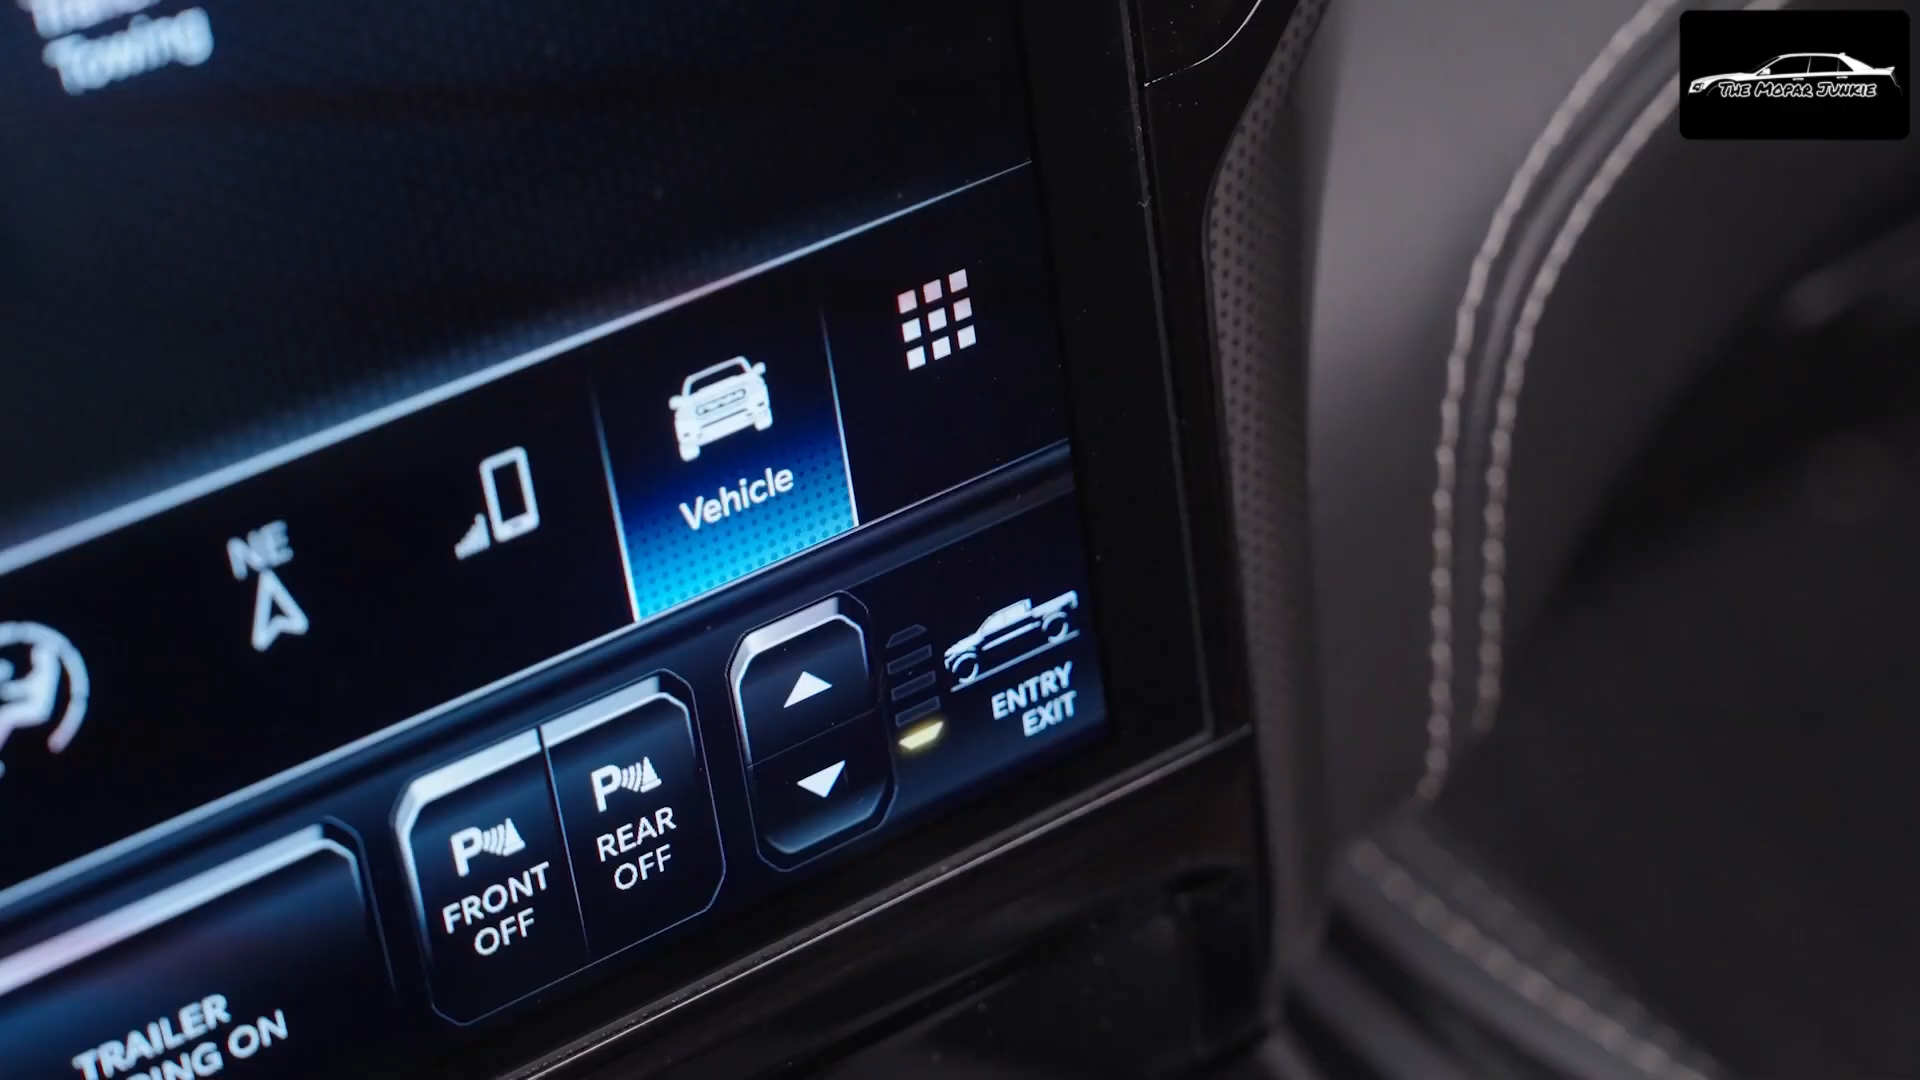 Towing
THE MOPAR JUNKIE
NE
Vehicle
ENTRY
EXIT
P
REAR
OFF
P
FRONT
OFF
TRAILER
ON